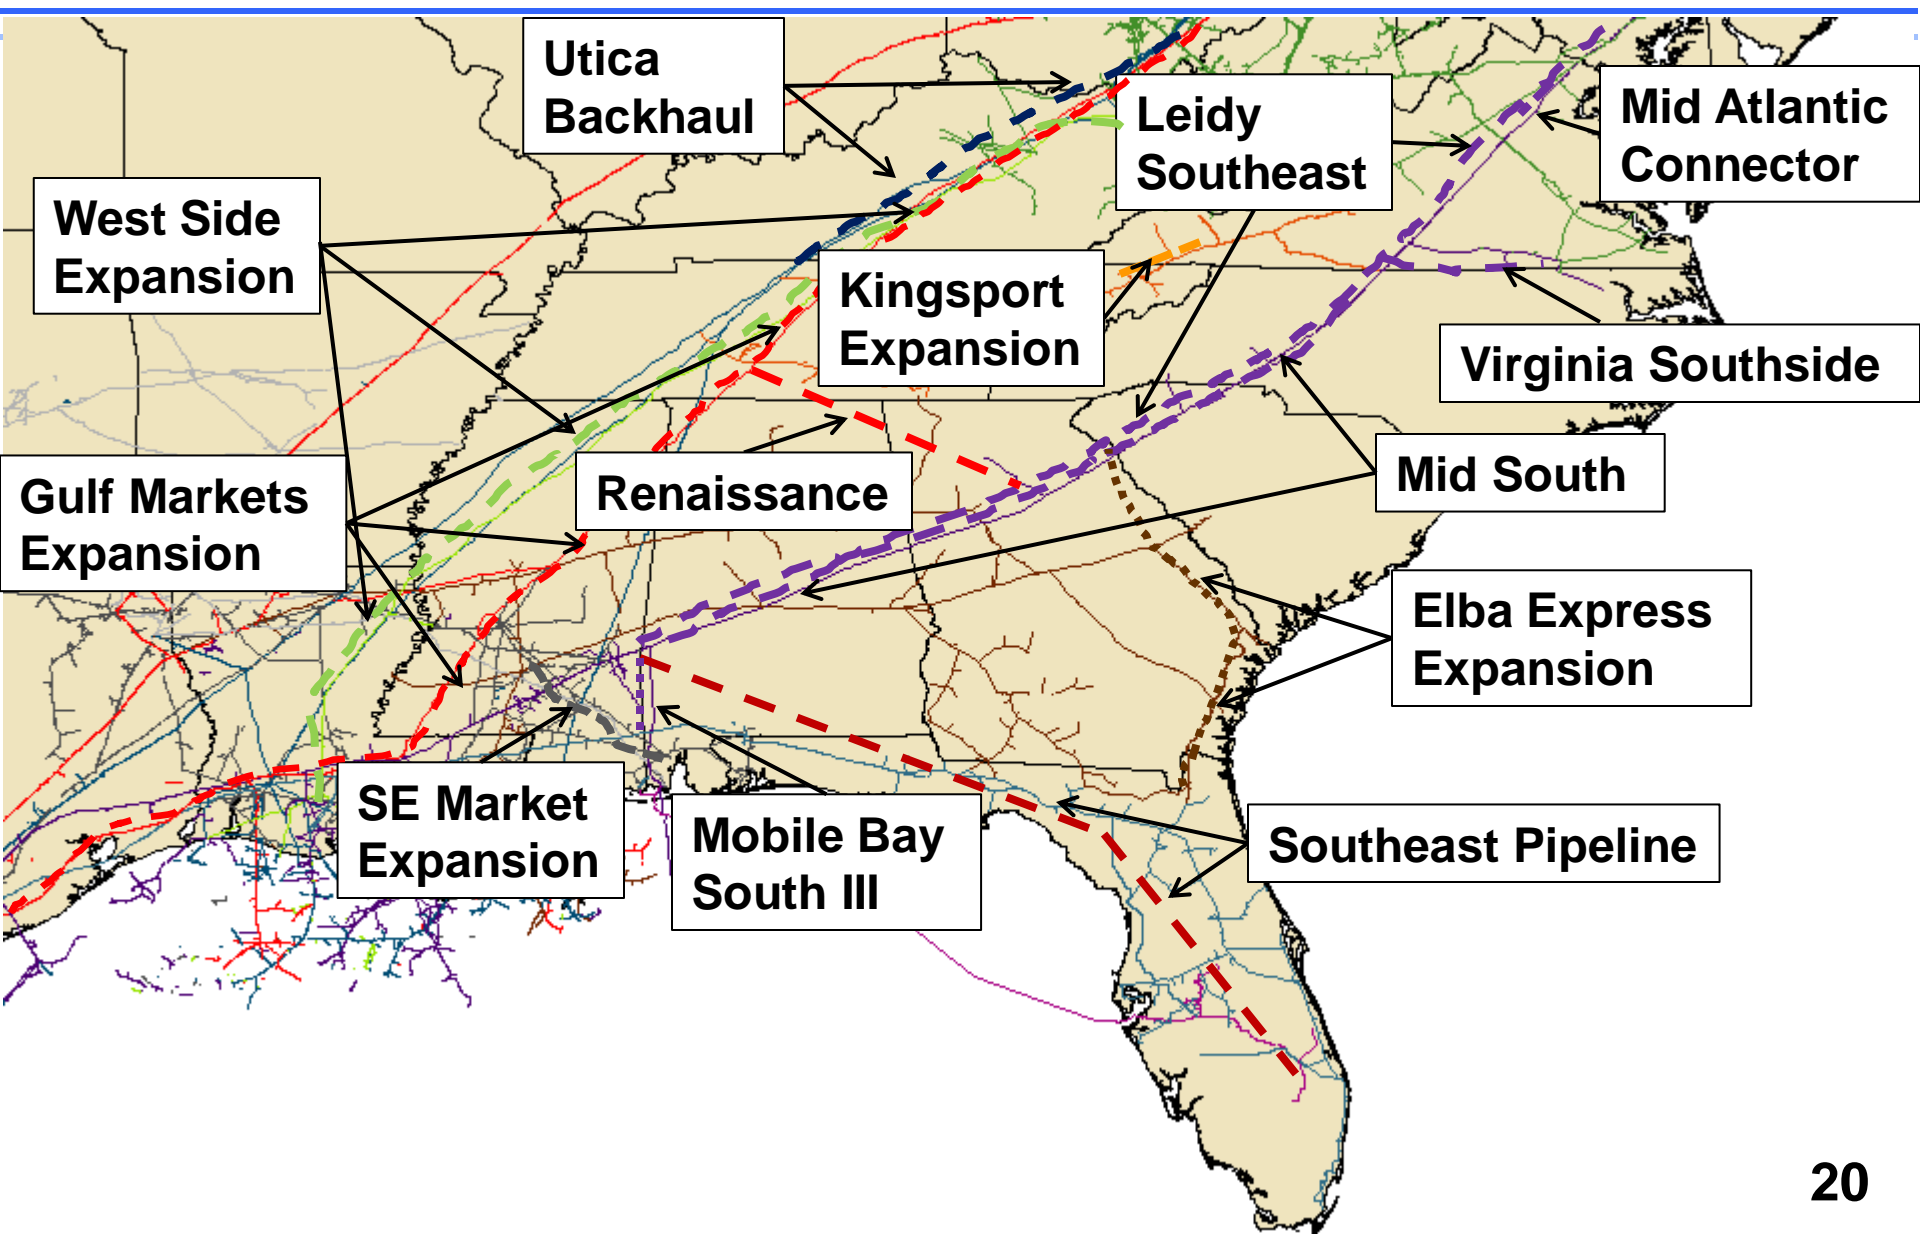 Utica
Backhaul
Leidy
Southeast
Mid Atlantic
Connector
West Side
Expansion
Kingsport
Expansion
Virginia Southside
Gulf Markets
Expansion
Renaissance
Mid South
Elba Express
Expansion
SE Market
Expansion
Mobile Bay
South III
Southeast Pipeline
20